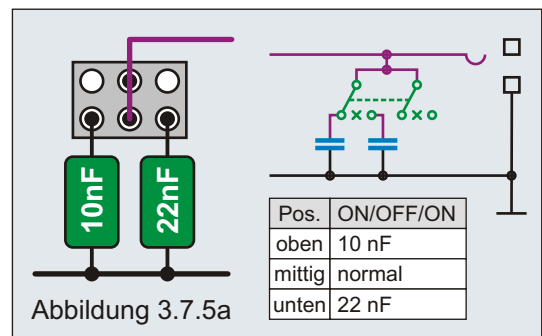 10nF
22nF
Abbildung 3.7.5a
Pos. ON/OFF/ON
oben 10 nF
mittig normal
unten 22 nF